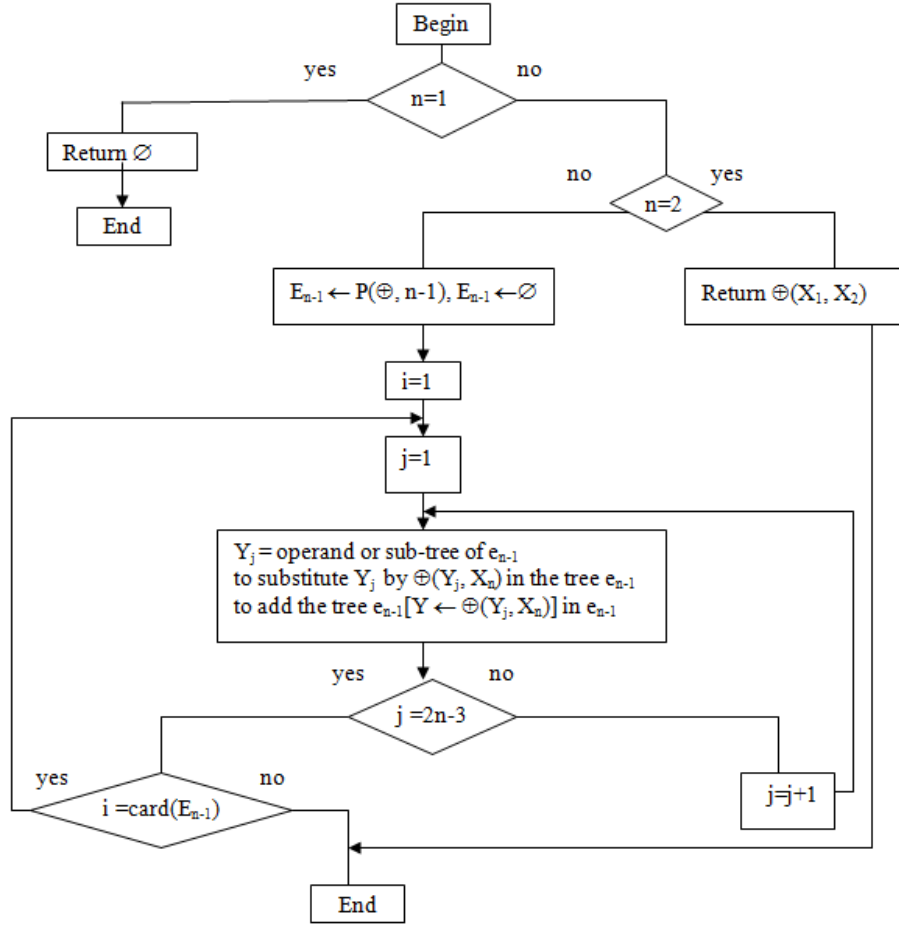 Begin
yes
no
n=1
Return ∅
End
no
yes
n=2
Eₙ₋₁ ← P(⊕, n-1), Eₙ₋₁ ←∅
Return ⊕(X₁, X₂)
i=1
j=1
Yⱼ = operand or sub-tree of eₙ₋₁
to substitute Yⱼ by ⊕(Yⱼ, Xₙ) in the tree eₙ₋₁
to add the tree eₙ₋₁[Y ← ⊕(Yⱼ, Xₙ)] in eₙ₋₁
yes
no
j =2n-3
yes
no
i =card(Eₙ₋₁)
j=j+1
End